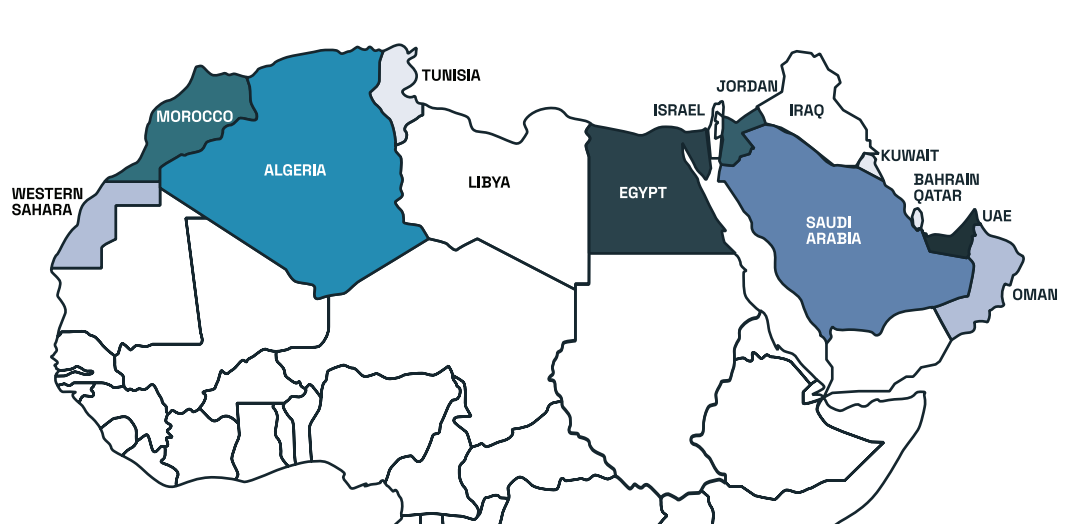 TUNISIA
JORDAN
ISRAEL
IRAQ
MOROCCO
ALGERIA
LIBYA
EGYPT
KUWAIT
BAHRAIN
QATAR
WESTERN
SAHARA
UAE
SAUDI
ARABIA
OMAN